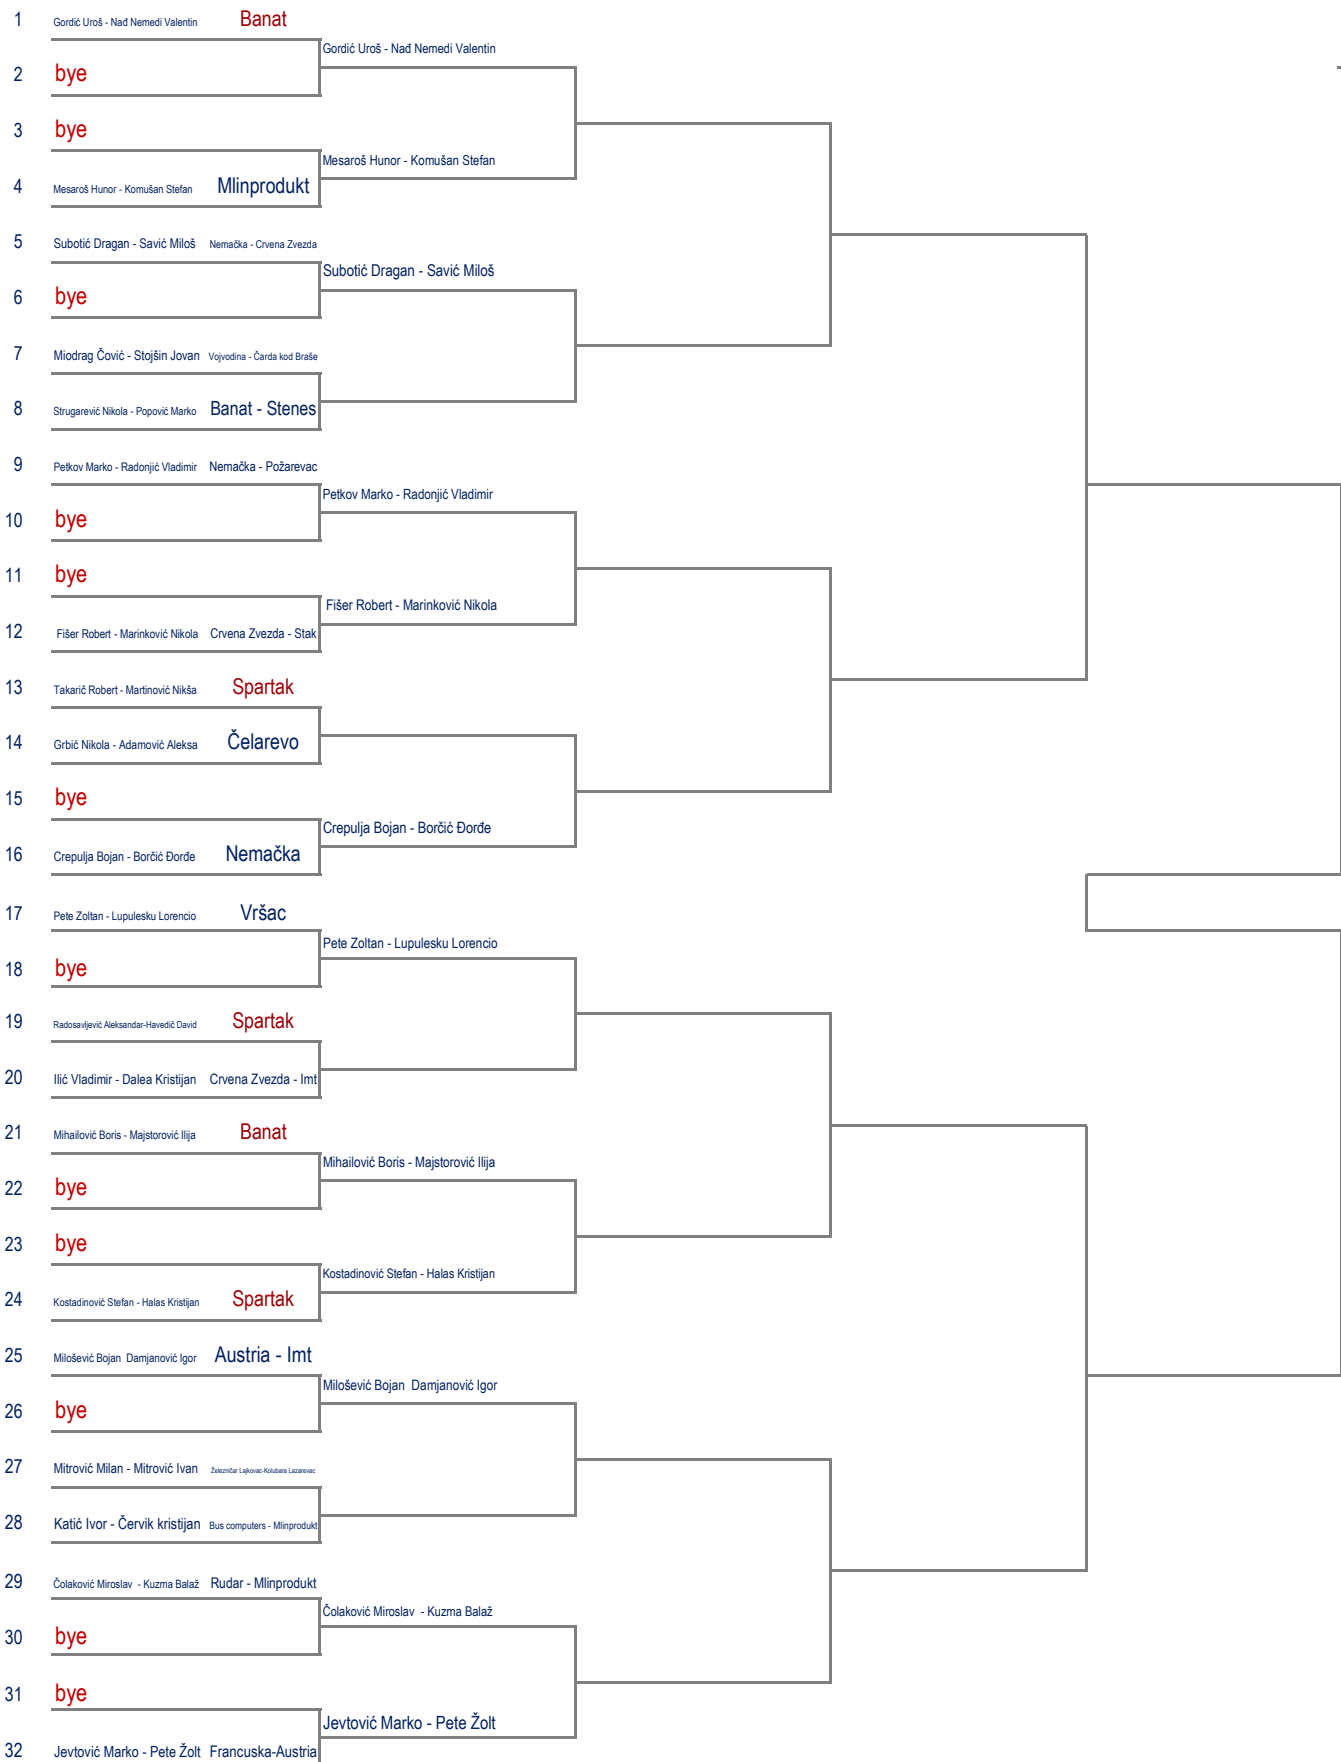 1 Gordić Uroš - Nađ Nemedi Valentin Banat
Gordić Uroš - Nađ Nemedi Valentin
2 bye
3 bye
Mesaroš Hunor - Komušan Stefan
4 Mesaroš Hunor - Komušan Stefan Mlinprodukt
5 Subotić Dragan - Savić Miloš Nemačka - Crvena Zvezda
Subotić Dragan - Savić Miloš
6 bye
7 Miodrag Čović - Stojšin Jovan Vojvodina - Čarda kod Braše
8 Strugarević Nikola - Popović Marko Banat - Stenes
9 Petkov Marko - Radonjić Vladimir Nemačka - Požarevac
Petkov Marko - Radonjić Vladimir
10 bye
11 bye
Fišer Robert - Marinković Nikola
12 Fišer Robert - Marinković Nikola Crvena Zvezda - Stak
13 Takarič Robert - Martinović Nikša Spartak
14 Grbić Nikola - Adamović Aleksa Čelarevo
15 bye
Crepulja Bojan - Borčić Đorđe
16 Crepulja Bojan - Borčić Đorđe Nemačka
17 Pete Zoltan - Lupulesku Lorencio Vršac
Pete Zoltan - Lupulesku Lorencio
18 bye
19 Radosavljević Aleksandar-Havedič David Spartak
20 Ilić Vladimir - Dalea Kristijan Crvena Zvezda - Imt
21 Mihailović Boris - Majstorović Ilija Banat
Mihailović Boris - Majstorović Ilija
22 bye
23 bye
Kostadinović Stefan - Halas Kristijan
24 Kostadinović Stefan - Halas Kristijan Spartak
25 Milošević Bojan Damjanović Igor Austria - Imt
Milošević Bojan Damjanović Igor
26 bye
27 Mitrović Milan - Mitrović Ivan Železničar Lajkovac-Kolubara Lazarevac
28 Katić Ivor - Červik kristijan Bus computers - Mlinprodukt
29 Čolaković Miroslav - Kuzma Balaž Rudar - Mlinprodukt
Čolaković Miroslav - Kuzma Balaž
30 bye
31 bye
Jevtović Marko - Pete Žolt
32 Jevtović Marko - Pete Žolt Francuska-Austria